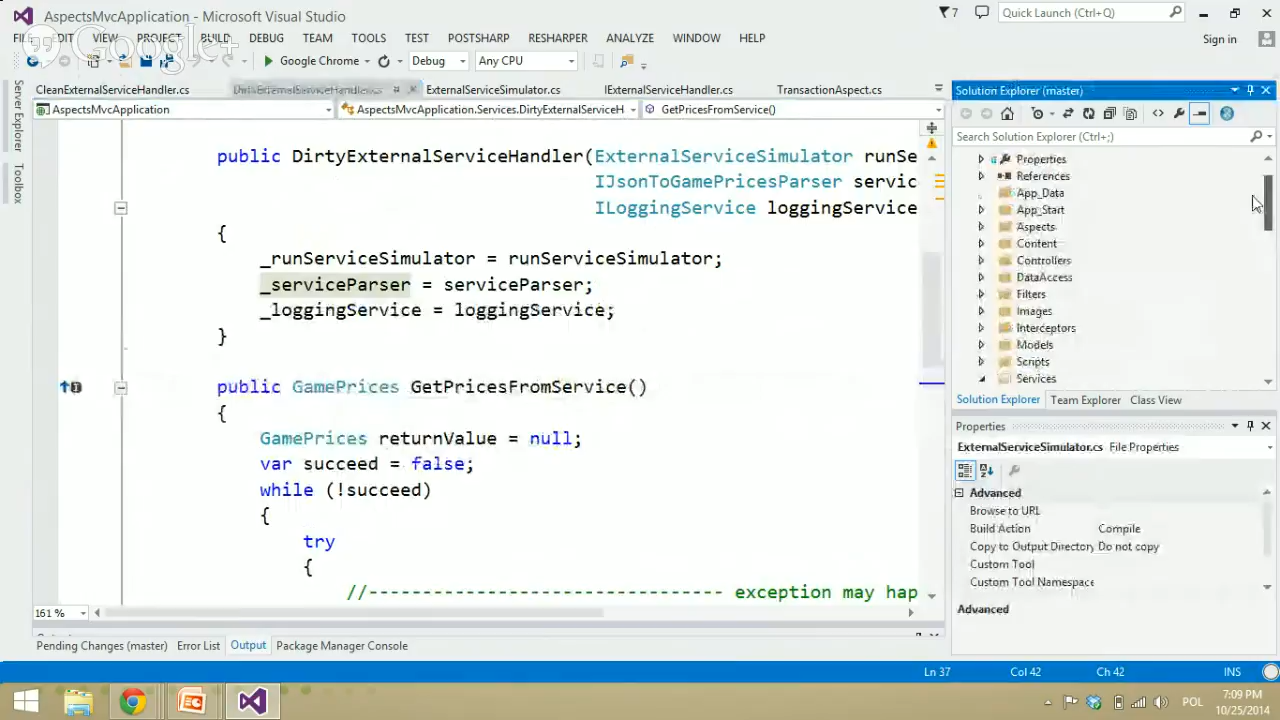 AspectsMvcApplication - Microsoft Visual Studio
7
Quick Launch (Ctrl+Q)
FILE EDIT VIEW PROJECT BUILD DEBUG TEAM TOOLS TEST POSTSHARP RESHARPER ANALYZE WINDOW HELP
Sign in
Google+
Google Chrome
Debug
Any CPU
Server Explorer
Toolbox
CleanExternalServiceHandler.cs
DirtyExternalServiceHandler.cs
ExternalServiceSimulator.cs
IExternalServiceHandler.cs
TransactionAspect.cs
AspectsMvcApplication
AspectsMvcApplication.Services.DirtyExternalServiceH
GetPricesFromService()
public DirtyExternalServiceHandler(ExternalServiceSimulator runSe
IJsonToGamePricesParser servic
ILoggingService loggingService
{
_runServiceSimulator = runServiceSimulator;
_serviceParser = serviceParser;
_loggingService = loggingService;
}
public GamePrices GetPricesFromService()
{
GamePrices returnValue = null;
var succeed = false;
while (!succeed)
{
try
{
//--------------------------------- exception may hap
161 %
Solution Explorer (master)
Search Solution Explorer (Ctrl+;)
Properties
References
App_Data
App_Start
Aspects
Content
Controllers
DataAccess
Filters
Images
Interceptors
Models
Scripts
Services
Solution Explorer Team Explorer Class View
Properties
ExternalServiceSimulator.cs File Properties
Advanced
Browse to URL
Build Action Compile
Copy to Output Directory Do not copy
Custom Tool
Custom Tool Namespace
Advanced
Pending Changes (master) Error List Output Package Manager Console
Ln 37 Col 42 Ch 42 INS
POL
7:09 PM
10/25/2014